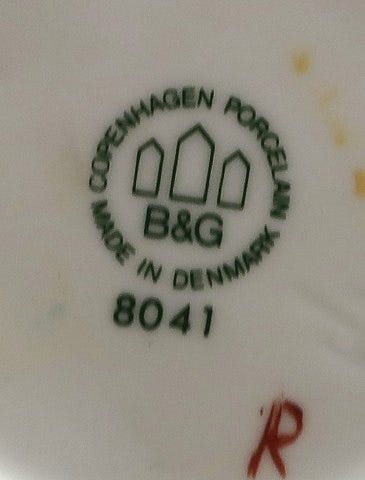 COPENHAGEN PORCELAIN
B&G
MADE IN DENMARK
8041
R